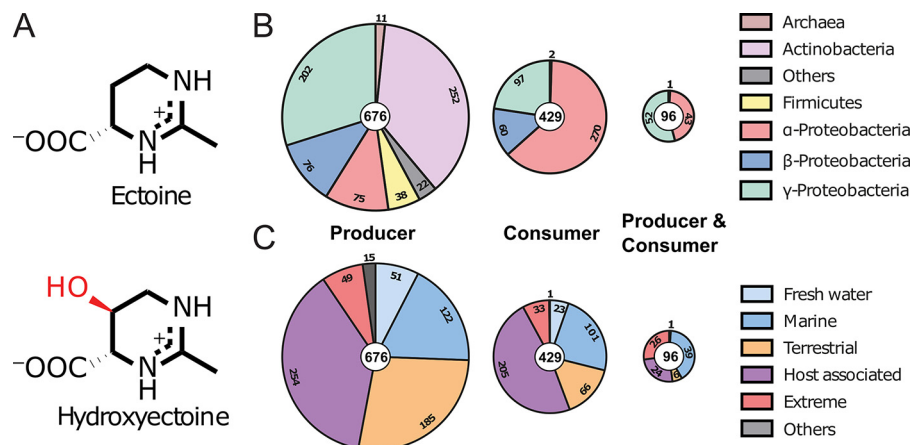 A
NH
+
⁻OOC
N
H
Ectoine
HO
NH
+
⁻OOC
N
H
Hydroxyectoine
B
11
252
22
38
75
76
202
676
2
270
60
97
429
1
43
52
96
Archaea
Actinobacteria
Others
Firmicutes
α-Proteobacteria
β-Proteobacteria
γ-Proteobacteria
Producer
Consumer
Producer &
Consumer
C
15
51
122
185
254
49
676
1
23
101
66
205
33
429
1
39
6
24
26
96
Fresh water
Marine
Terrestrial
Host associated
Extreme
Others